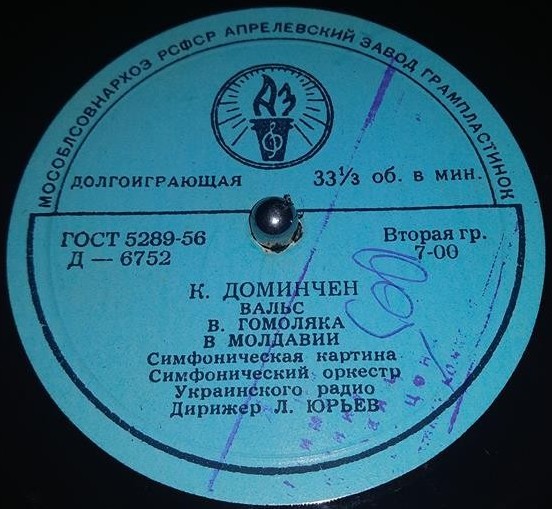 МОСОБЛСОВНАРХОЗ РСФСР АПРЕЛЕВСКИЙ ЗАВОД ГРАМПЛАСТИНОК
АЗ
ДОЛГОИГРАЮЩАЯ 33⅓ об. в мин.
ГОСТ 5289-56 Вторая гр.
Д — 6752 7-00
К. ДОМИНЧЕН
ВАЛЬС
В. ГОМОЛЯКА
В МОЛДАВИИ
Симфоническая картина
Симфонический оркестр
Украинского радио
Дирижер Л. ЮРЬЕВ